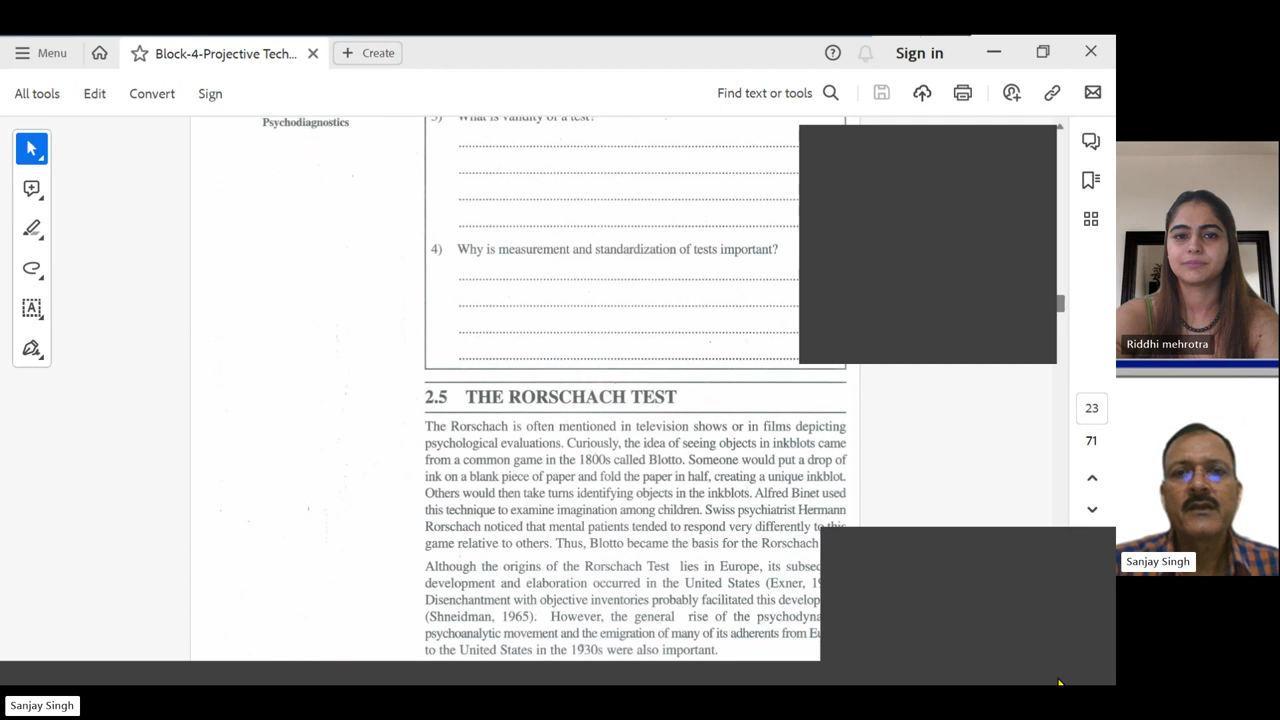 Menu
Block-4-Projective Tech...
Create
Sign in
All tools
Edit
Convert
Sign
Find text or tools
Psychodiagnostics
3) What is validity of a test?
4) Why is measurement and standardization of tests important?
2.5 THE RORSCHACH TEST
The Rorschach is often mentioned in television shows or in films depicting
psychological evaluations. Curiously, the idea of seeing objects in inkblots came
from a common game in the 1800s called Blotto. Someone would put a drop of
ink on a blank piece of paper and fold the paper in half, creating a unique inkblot.
Others would then take turns identifying objects in the inkblots. Alfred Binet used
this technique to examine imagination among children. Swiss psychiatrist Hermann
Rorschach noticed that mental patients tended to respond very differently to this
game relative to others. Thus, Blotto became the basis for the Rorschach
Although the origins of the Rorschach Test lies in Europe, its
development and elaboration occurred in the United States (Exner,
Disenchantment with objective inventories probably facilitated this
(Shneidman, 1965). However, the general rise of the
psychoanalytic movement and the emigration of many of its adherents from
to the United States in the 1930s were also important.
23
71
Riddhi mehrotra
Sanjay Singh
Sanjay Singh